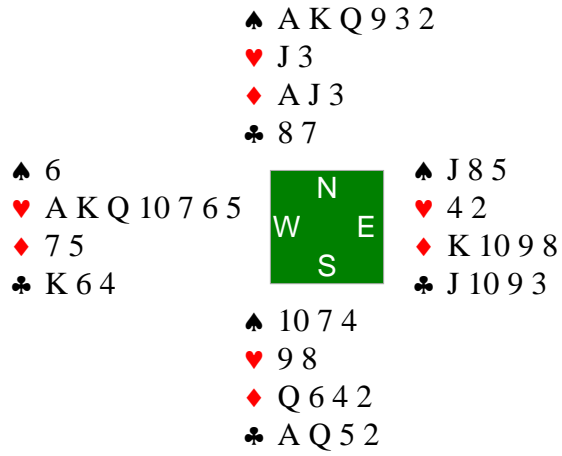 ♠ A K Q 9 3 2
♥ J 3
♦ A J 3
♣ 8 7
♠ 6
♥ A K Q 10 7 6 5
♦ 7 5
♣ K 6 4
N
W E
S
♠ J 8 5
♥ 4 2
♦ K 10 9 8
♣ J 10 9 3
♠ 10 7 4
♥ 9 8
♦ Q 6 4 2
♣ A Q 5 2